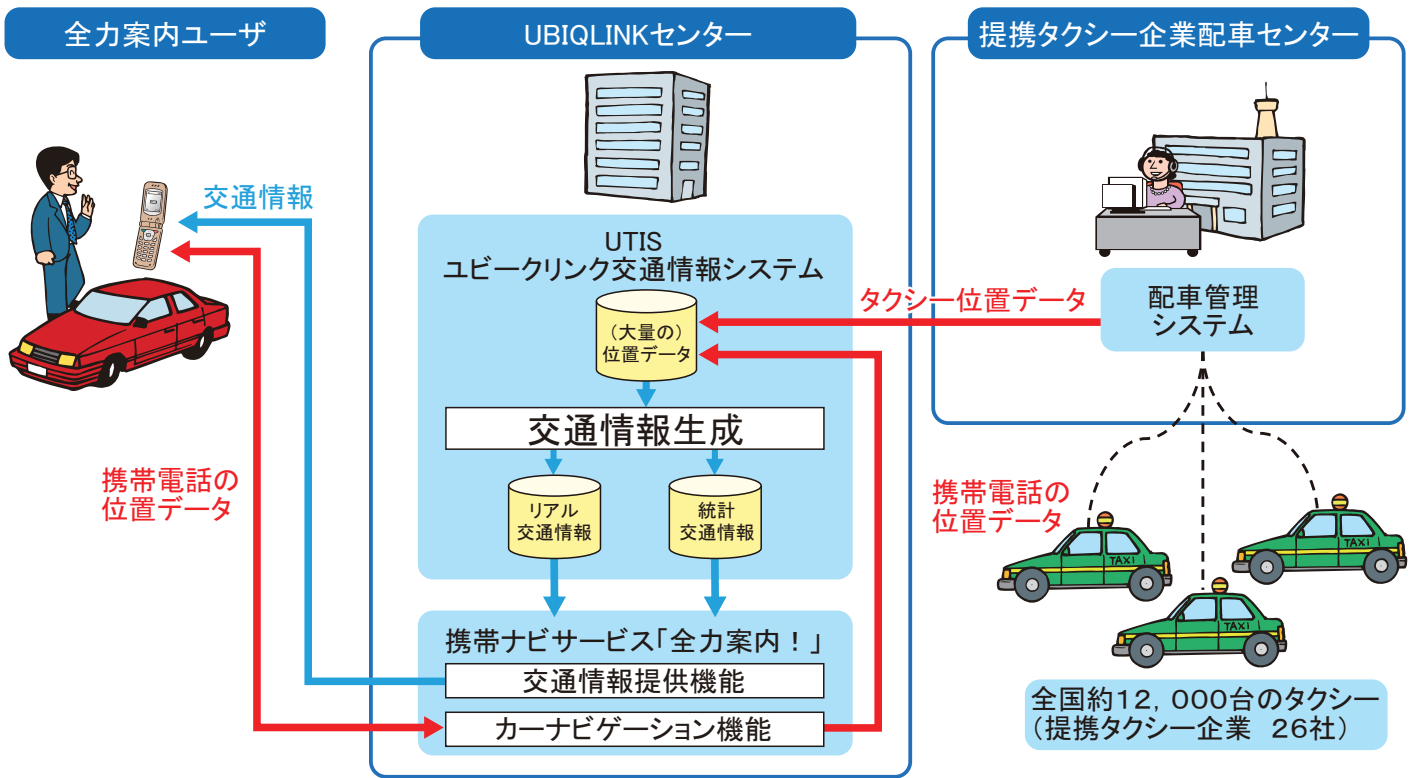 全力案内ユーザ
交通情報
携帯電話の
位置データ
UBIQLINKセンター
UTIS
ユビークリンク交通情報システム
(大量の)
位置データ
交通情報生成
リアル
交通情報
統計
交通情報
携帯ナビサービス「全力案内!」
交通情報提供機能
カーナビゲーション機能
提携タクシー企業配車センター
タクシー位置データ
配車管理
システム
携帯電話の
位置データ
TAXI
TAXI
TAXI
全国約12,000台のタクシー
(提携タクシー企業 26社)